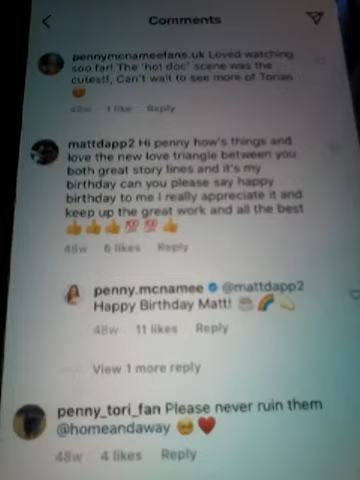 Comments
pennymcnameefans.uk Loved watching
soo far! The 'hot doc' scene was the
cutest!, Can't wait to see more of Torian
😍
48w 1 like Reply
mattdapp2 Hi penny how's things and
love the new love triangle between you
both great story lines and it's my
birthday can you please say happy
birthday to me I really appreciate it and
keep up the great work and all the best
👍👍👍💯💯👍
48w 6 likes Reply
penny.mcnamee @mattdapp2
Happy Birthday Matt! 🍵🌈💫
48w 11 likes Reply
View 1 more reply
penny_tori_fan Please never ruin them
@homeandaway 🥺❤️
48w 4 likes Reply